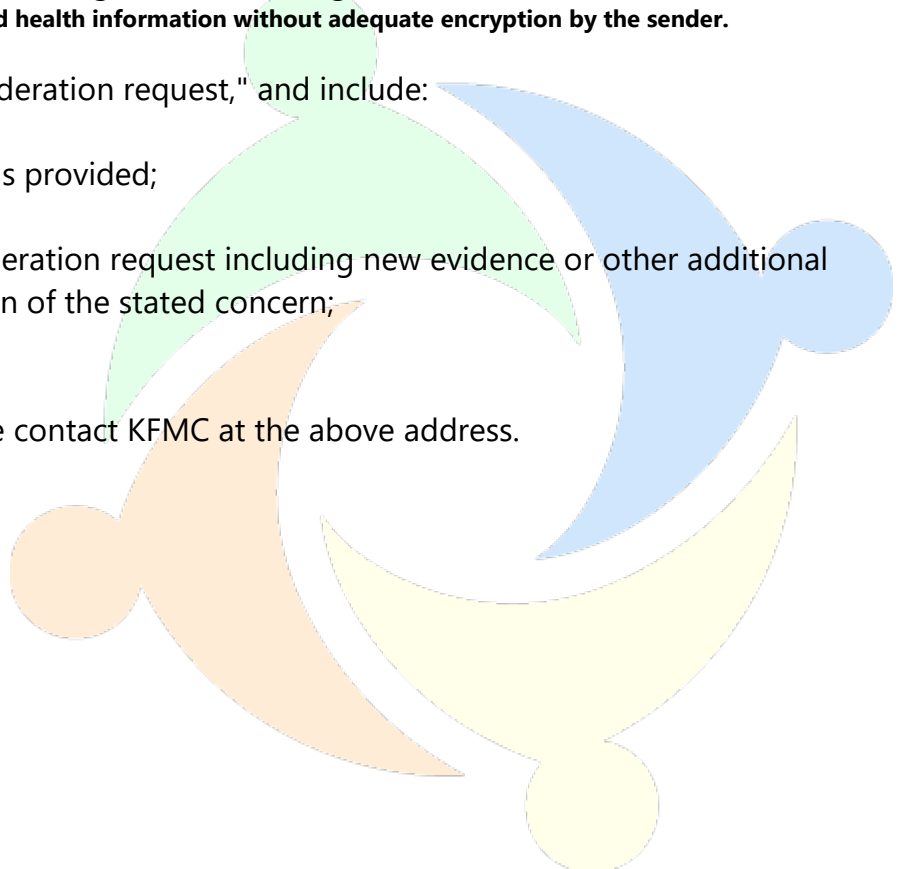 d health information without adequate encryption by the sender.
deration request," and include:
s provided;
eration request including new evidence or other additional
n of the stated concern;
e contact KFMC at the above address.